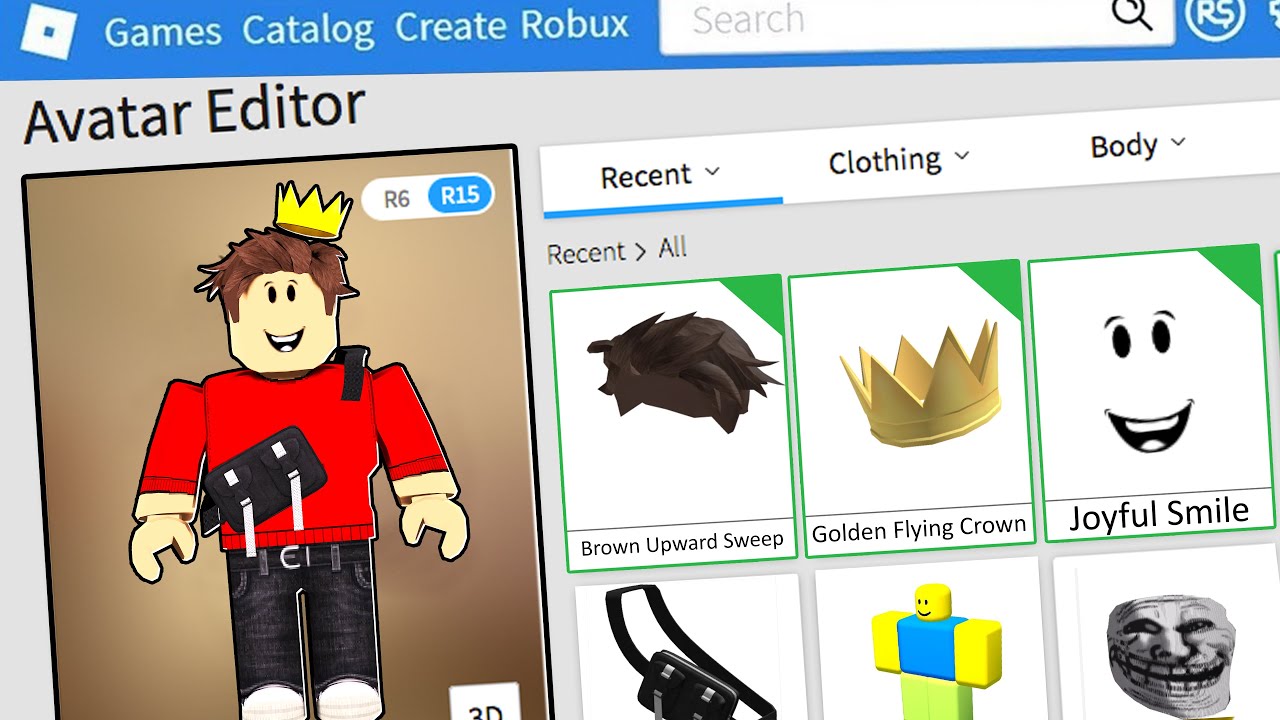 Games Catalog Create Robux
Search
R$
Avatar Editor
R6 R15
Recent Clothing Body
Recent > All
Brown Upward Sweep
Golden Flying Crown
Joyful Smile
3D